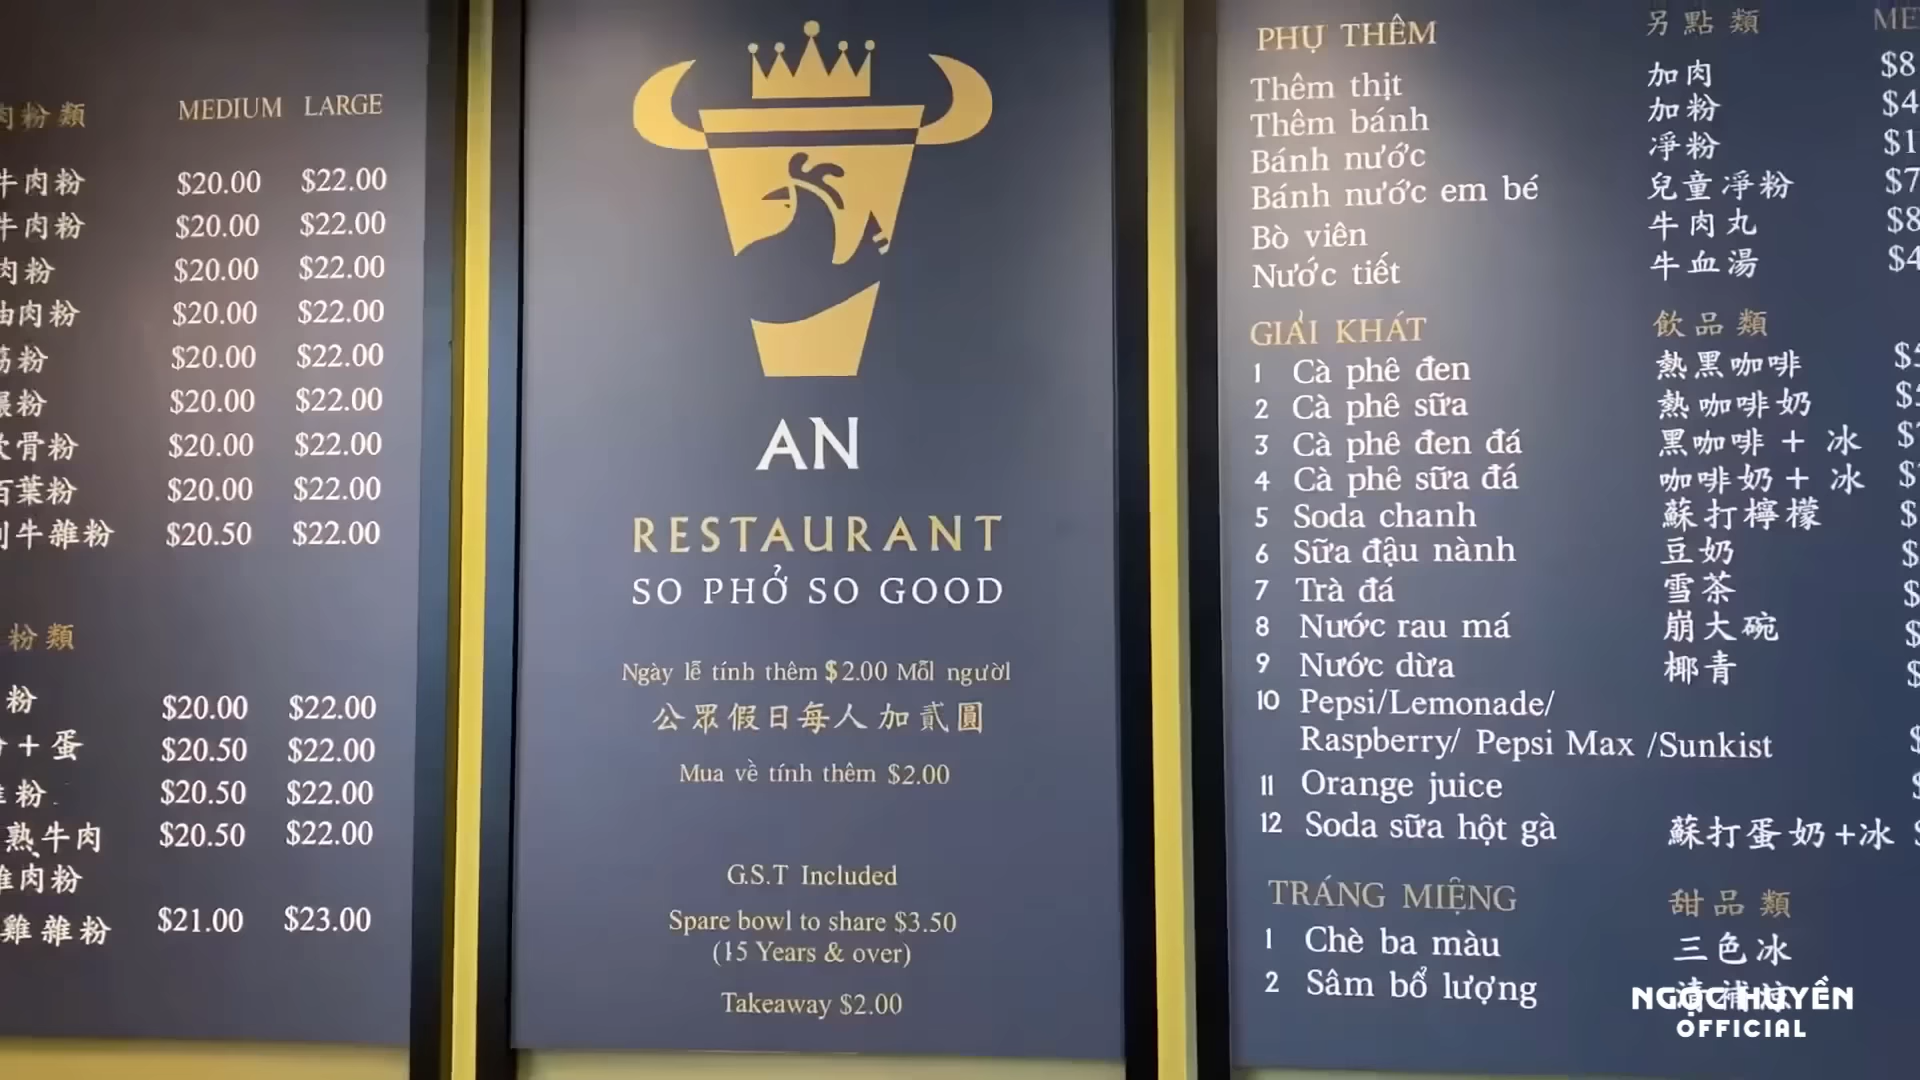 肉粉類 MEDIUM LARGE
牛肉粉 $20.00 $22.00
牛肉粉 $20.00 $22.00
肉粉 $20.00 $22.00
油肉粉 $20.00 $22.00
粉 $20.00 $22.00
粉 $20.00 $22.00
軟骨粉 $20.00 $22.00
百葉粉 $20.00 $22.00
牛雜粉 $20.50 $22.00
粉類
粉 $20.00 $22.00
+蛋 $20.50 $22.00
粉 $20.50 $22.00
熟牛肉 $20.50 $22.00
雜肉粉
雞雜粉 $21.00 $23.00
AN
RESTAURANT
SO PHỞ SO GOOD
Ngày lễ tính thêm $2.00 Mỗi người
公眾假日每人加貳圓
Mua về tính thêm $2.00
G.S.T Included
Spare bowl to share $3.50
(15 Years & over)
Takeaway $2.00
PHỤ THÊM 另點類
Thêm thịt 加肉 $8
Thêm bánh 加粉 $4
Bánh nước 凈粉 $1
Bánh nước em bé 兒童凈粉 $7
Bò viên 牛肉丸 $8
Nước tiết 牛血湯 $4
GIẢI KHÁT 飲品類
1 Cà phê đen 熱黑咖啡 $
2 Cà phê sữa 熱咖啡奶 $
3 Cà phê đen đá 黑咖啡+冰 $
4 Cà phê sữa đá 咖啡奶+冰 $
5 Soda chanh 蘇打檸檬 $
6 Sữa đậu nành 豆奶 $
7 Trà đá 雪茶 $
8 Nước rau má 崩大碗 $
9 Nước dừa 椰青 $
10 Pepsi/Lemonade/
Raspberry/ Pepsi Max /Sunkist $
11 Orange juice $
12 Soda sữa hột gà 蘇打蛋奶+冰 $
TRÁNG MIỆNG 甜品類
1 Chè ba màu 三色冰
2 Sâm bổ lượng
NGỌC HUYỀN
OFFICIAL